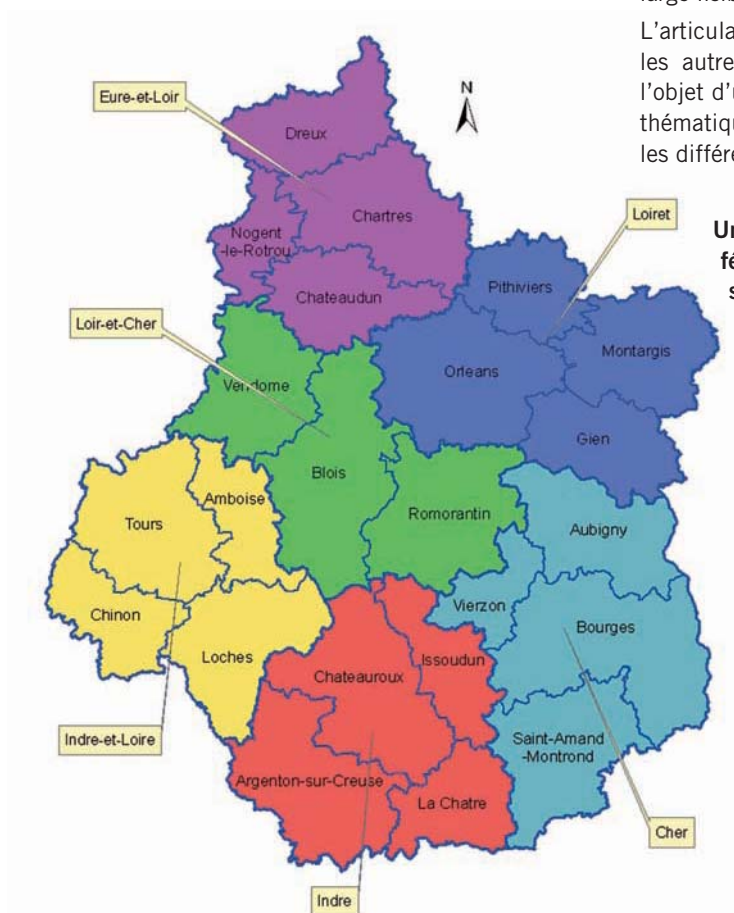 L'articula
les autre
l'objet d'u
thématiqu
les différe
Un
fé
s
N
Eure-et-Loir
Dreux
Chartres
Nogent
-le-Rotrou
Chateaudun
Loiret
Pithiviers
Montargis
Orleans
Gien
Loir-et-Cher
Vendome
Blois
Romorantin
Amboise
Tours
Chinon
Loches
Aubigny
Vierzon
Bourges
Issoudun
Chateauroux
Saint-Amand
-Montrond
Indre-et-Loire
Argenton-sur-Creuse
La Chatre
Cher
Indre